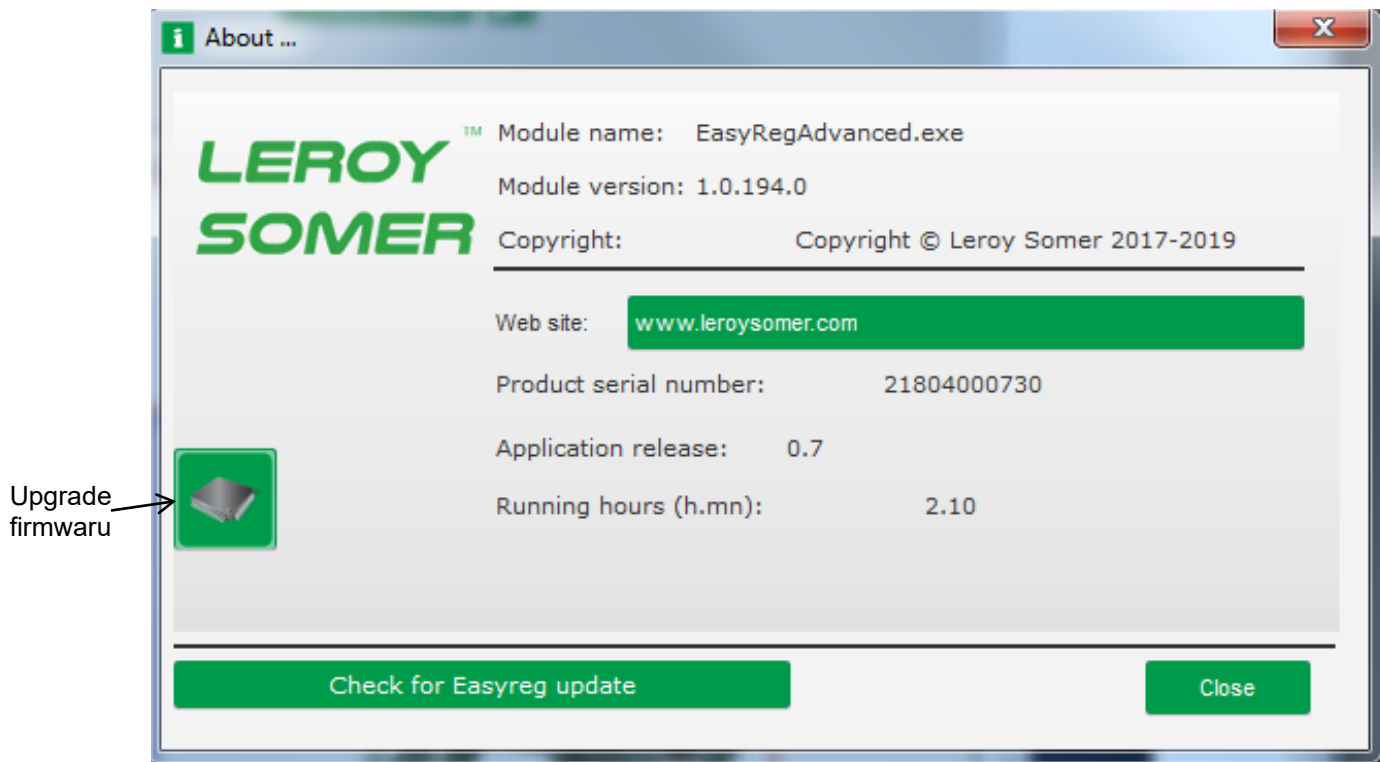 About ...
LEROY
SOMER
™
Module name: EasyRegAdvanced.exe
Module version: 1.0.194.0
Copyright: Copyright © Leroy Somer 2017-2019
Web site: www.leroysomer.com
Product serial number: 21804000730
Application release: 0.7
Running hours (h.mn): 2.10
Upgrade
firmwaru
Check for Easyreg update
Close